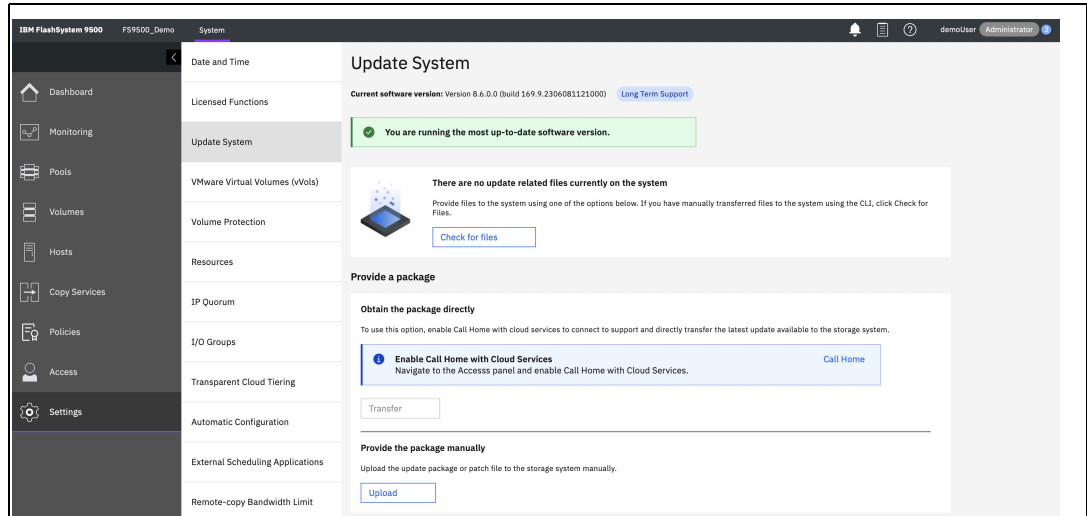 IBM FlashSystem 9500 FS9500_Demo System demoUser Administrator 3
Dashboard
Monitoring
Pools
Volumes
Hosts
Copy Services
Policies
Access
Settings
Date and Time
Licensed Functions
Update System
VMware Virtual Volumes (vVols)
Volume Protection
Resources
IP Quorum
I/O Groups
Transparent Cloud Tiering
Automatic Configuration
External Scheduling Applications
Remote-copy Bandwidth Limit
Update System
Current software version: Version 8.6.0.0 (build 169.9.2306081121000) Long Term Support
You are running the most up-to-date software version.
There are no update related files currently on the system
Provide files to the system using one of the options below. If you have manually transferred files to the system using the CLI, click Check for
Files.
Check for files
Provide a package
Obtain the package directly
To use this option, enable Call Home with cloud services to connect to support and directly transfer the latest update available to the storage system.
Enable Call Home with Cloud Services Call Home
Navigate to the Accesss panel and enable Call Home with Cloud Services.
Transfer
Provide the package manually
Upload the update package or patch file to the storage system manually.
Upload